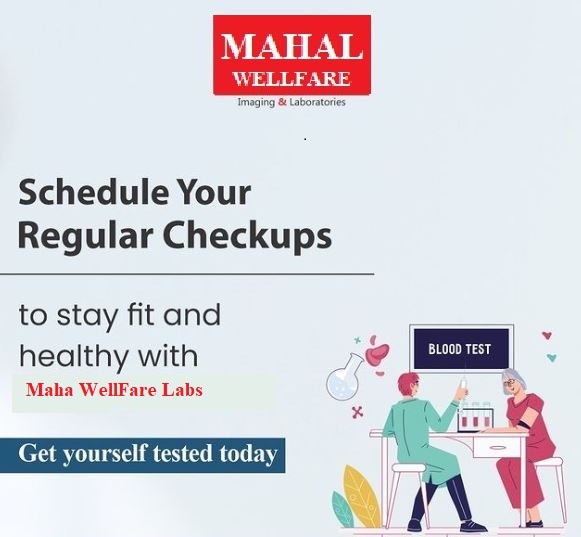 MAHAL
WELLFARE
Imaging & Laboratories
Schedule Your
Regular Checkups
to stay fit and
healthy with
Maha WellFare Labs
Get yourself tested today
BLOOD TEST